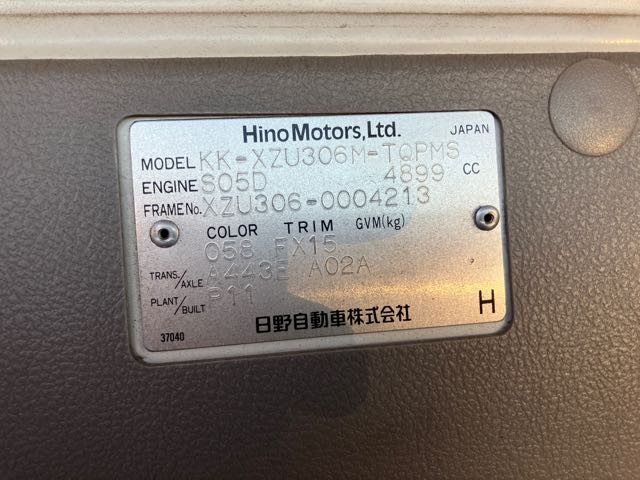 Hino Motors, Ltd. JAPAN
MODEL KK-XZU306M-TQPMS
ENGINE S05D 4899 CC
FRAME No. XZU306-0004213
COLOR TRIM GVM(kg)
058 FX15
TRANS./AXLE A443E A02A
PLANT/BUILT P11
日野自動車株式会社 H
37040